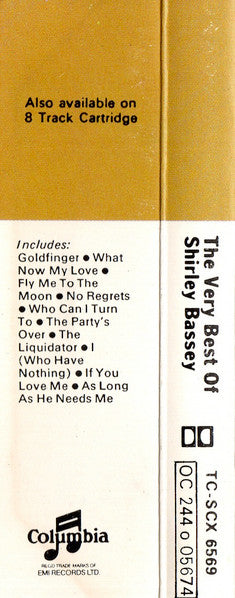 Also available on
8 Track Cartridge
Includes:
Goldfinger ● What
Now My Love ●
Fly Me To The
Moon ● No Regrets
● Who Can I Turn
To ● The Party's
Over ● The
Liquidator ● I
(Who Have
Nothing) ● If You
Love Me ● As Long
As He Needs Me
Columbia
REGD TRADE MARKS OF
EMI RECORDS LTD.
The Very Best Of
Shirley Bassey
TC-SCX 6569
OC 244 o 05674